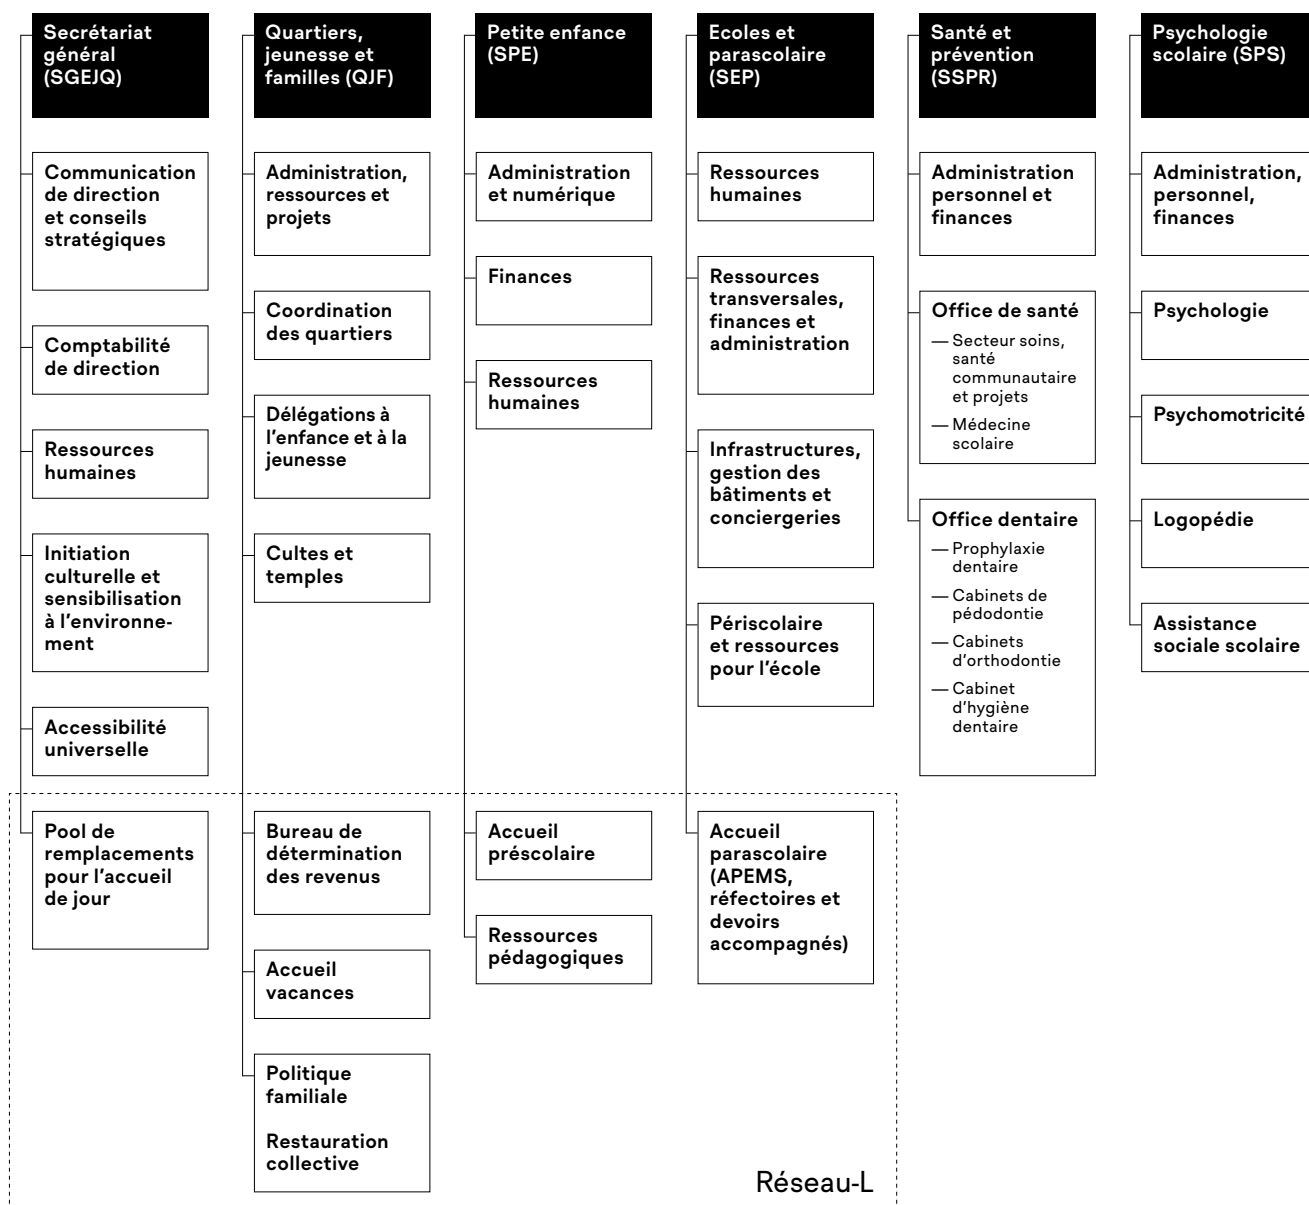 Secrétariat
général
(SGEJQ)
Communication
de direction
et conseils
stratégiques
Comptabilité
de direction
Ressources
humaines
Initiation
culturelle et
sensibilisation
à l'environne-
ment
Accessibilité
universelle
Pool de
remplacements
pour l'accueil
de jour
Quartiers,
jeunesse et
familles (QJF)
Administration,
ressources et
projets
Coordination
des quartiers
Délégations à
l'enfance et à la
jeunesse
Cultes et
temples
Bureau de
détermination
des revenus
Accueil
vacances
Politique
familiale
Restauration
collective
Petite enfance
(SPE)
Administration
et numérique
Finances
Ressources
humaines
Accueil
préscolaire
Ressources
pédagogiques
Ecoles et
parascolaire
(SEP)
Ressources
humaines
Ressources
transversales,
finances et
administration
Infrastructures,
gestion des
bâtiments et
conciergeries
Périscolaire
et ressources
pour l'école
Accueil
parascolaire
(APEMS,
réfectoires et
devoirs
accompagnés)
Réseau-L
Santé et
prévention
(SSPR)
Administration
personnel et
finances
Office de santé
— Secteur soins,
santé
communautaire
et projets
— Médecine
scolaire
Office dentaire
— Prophylaxie
dentaire
— Cabinets de
pédodontie
— Cabinets
d'orthodontie
— Cabinet
d'hygiène
dentaire
Psychologie
scolaire (SPS)
Administration,
personnel,
finances
Psychologie
Psychomotricité
Logopédie
Assistance
sociale scolaire